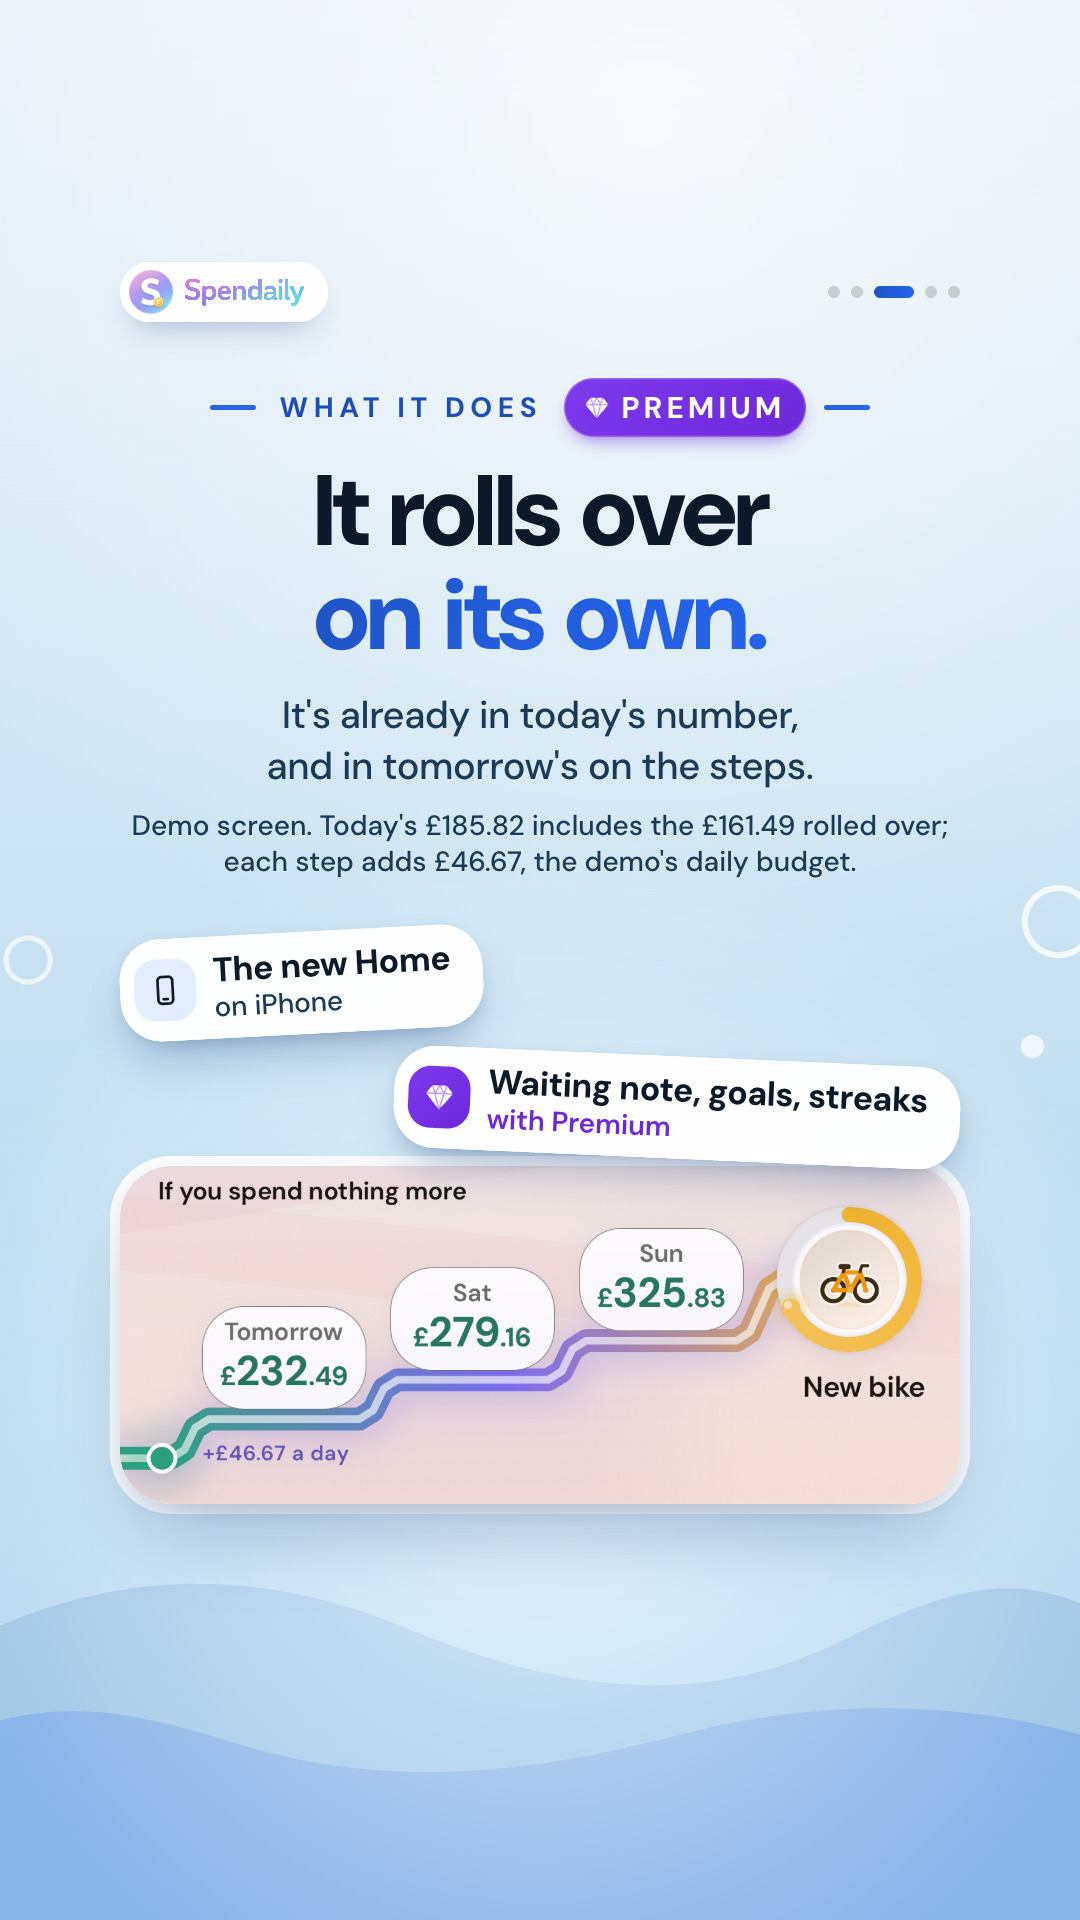 Spendaily
WHAT IT DOES
PREMIUM
It rolls over
on its own.
It's already in today's number,
and in tomorrow's on the steps.
Demo screen. Today's £185.82 includes the £161.49 rolled over;
each step adds £46.67, the demo's daily budget.
The new Home
on iPhone
Waiting note, goals, streaks
with Premium
If you spend nothing more
Tomorrow
£232.49
Sat
£279.16
Sun
£325.83
New bike
+£46.67 a day